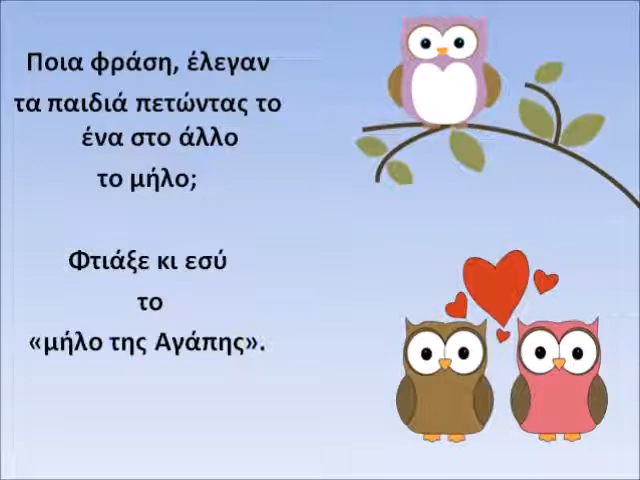 Ποια φράση, έλεγαν
τα παιδιά πετώντας το
ένα στο άλλο
το μήλο;
Φτιάξε κι εσύ
το
«μήλο της Αγάπης».